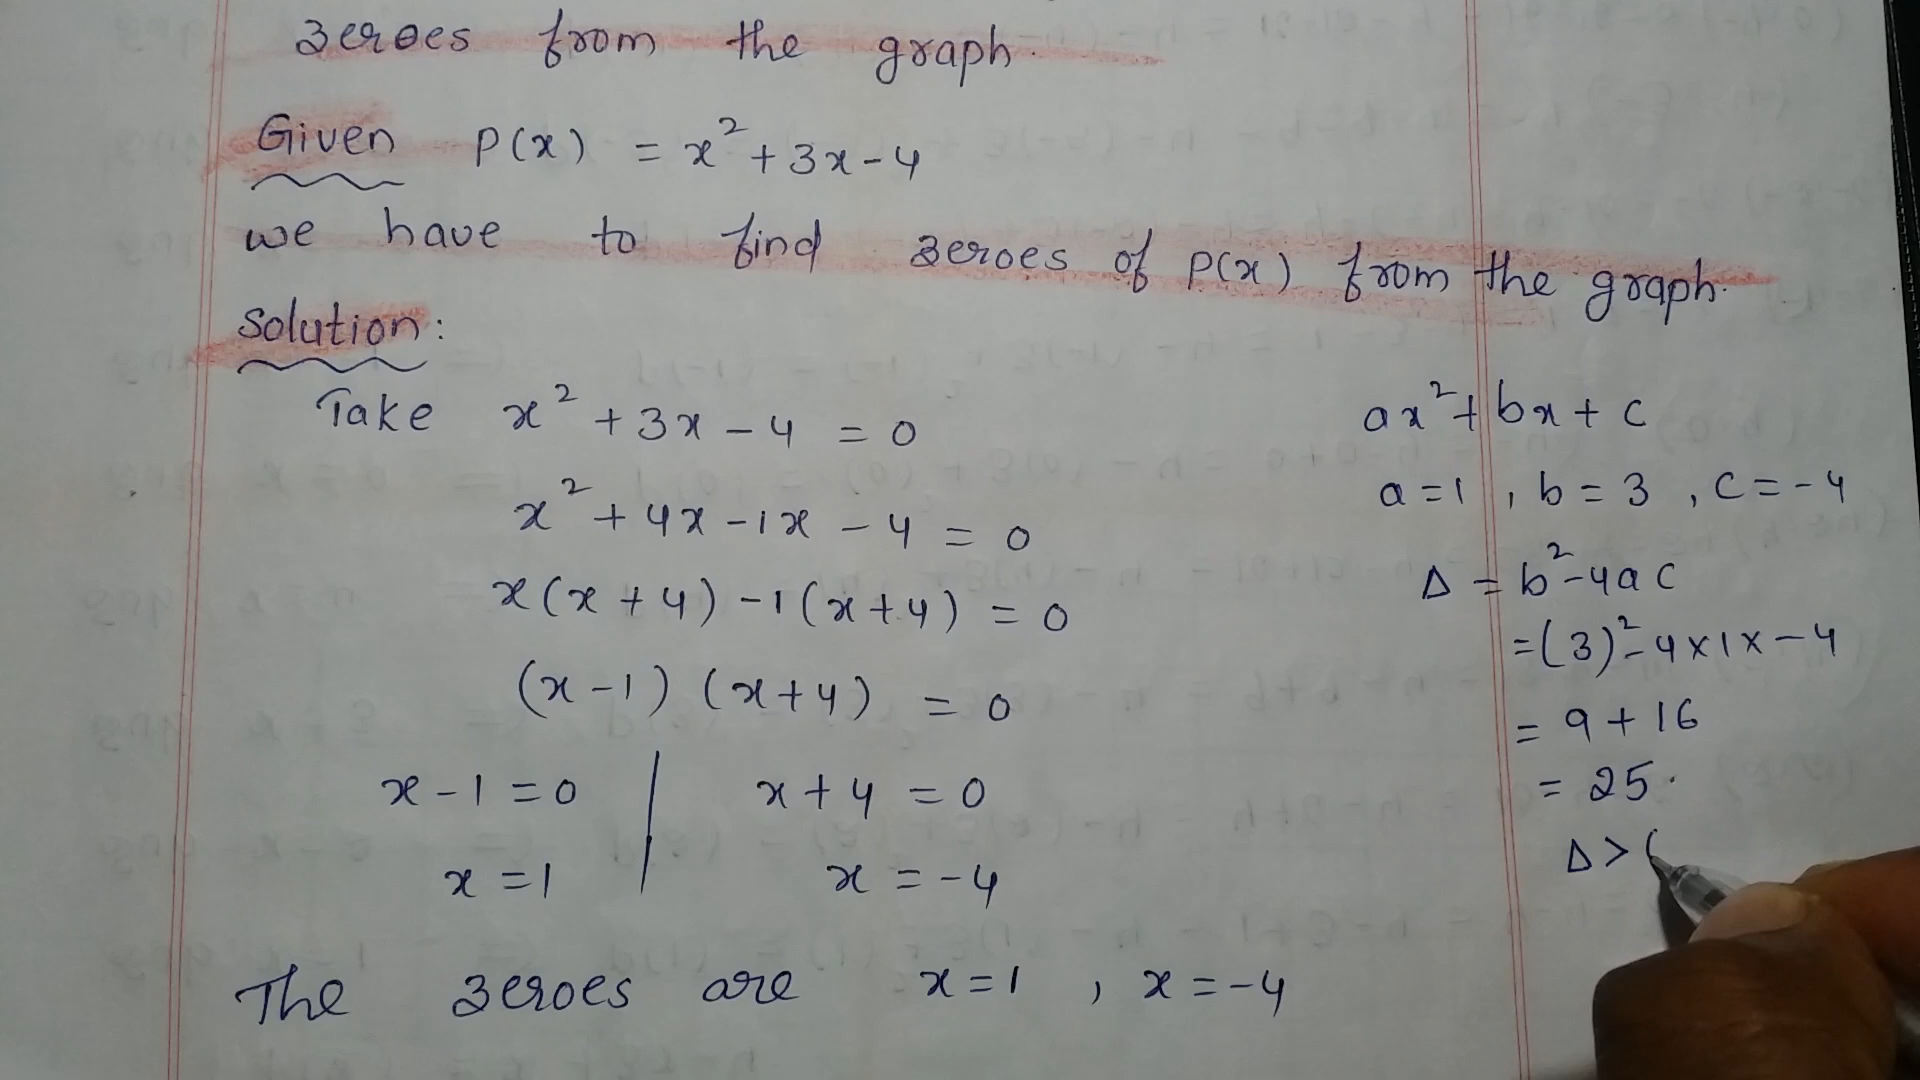 zeroes from the graph.
Given P(x) = x² + 3x - 4
we have to find zeroes of P(x) from the graph.
Solution:
Take x² + 3x - 4 = 0
x² + 4x - 1x - 4 = 0
x(x + 4) - 1(x + 4) = 0
(x - 1) (x + 4) = 0
x - 1 = 0 | x + 4 = 0
x = 1 | x = -4
The zeroes are x = 1 , x = -4
ax² + bx + c
a = 1 , b = 3 , c = -4
Δ = b² - 4ac
= (3)² - 4 × 1 × - 4
= 9 + 16
= 25.
Δ >